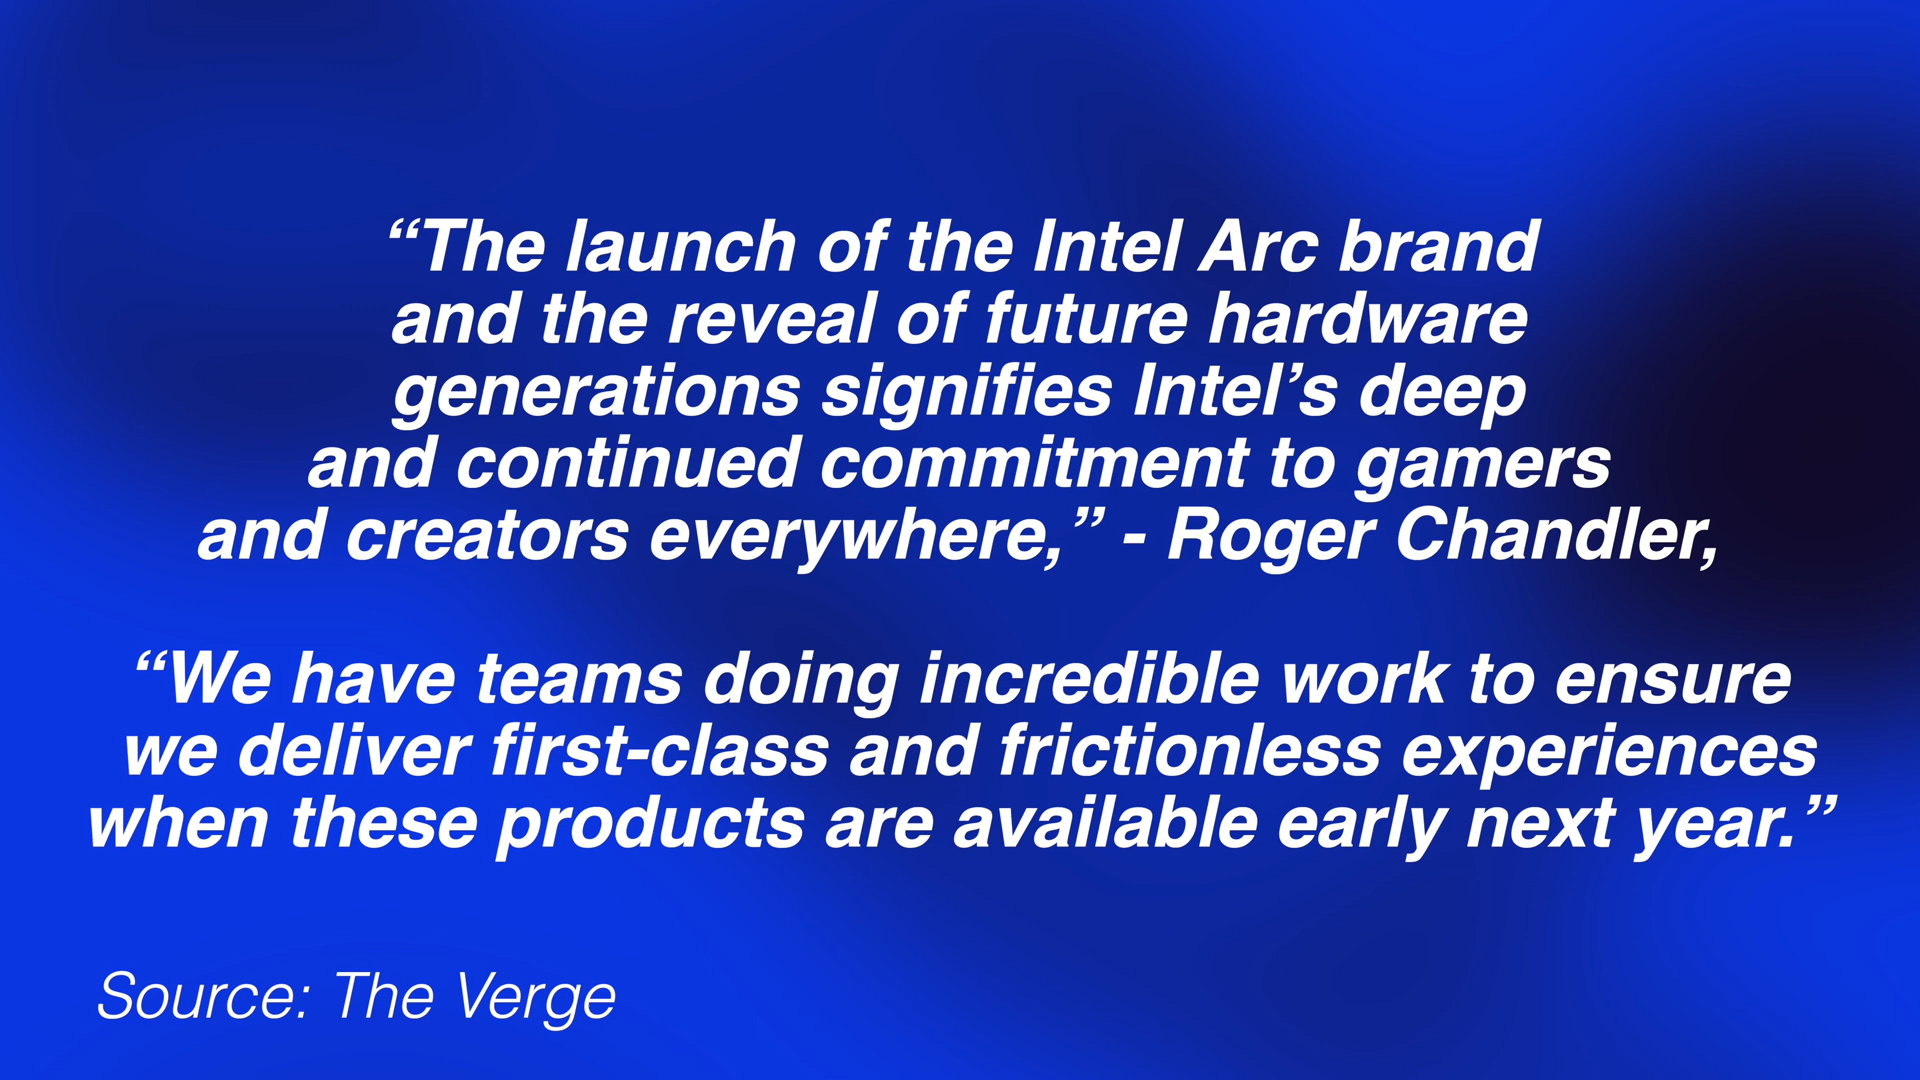 “The launch of the Intel Arc brand
and the reveal of future hardware
generations signifies Intel’s deep
and continued commitment to gamers
and creators everywhere,” - Roger Chandler,
“We have teams doing incredible work to ensure
we deliver first-class and frictionless experiences
when these products are available early next year.”
Source: The Verge